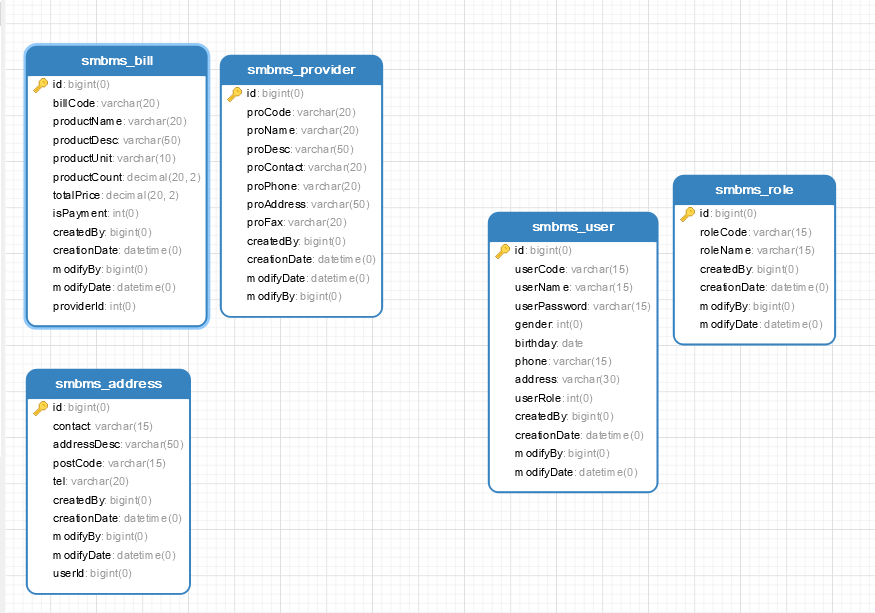 smbms_bill
id: bigint(0)
billCode: varchar(20)
productName: varchar(20)
productDesc: varchar(50)
productUnit: varchar(10)
productCount: decimal(20, 2)
totalPrice: decimal(20, 2)
isPayment: int(0)
createdBy: bigint(0)
creationDate: datetime(0)
modifyBy: bigint(0)
modifyDate: datetime(0)
providerId: int(0)
smbms_provider
id: bigint(0)
proCode: varchar(20)
proName: varchar(20)
proDesc: varchar(50)
proContact: varchar(20)
proPhone: varchar(20)
proAddress: varchar(50)
proFax: varchar(20)
createdBy: bigint(0)
creationDate: datetime(0)
modifyDate: datetime(0)
modifyBy: bigint(0)
smbms_user
id: bigint(0)
userCode: varchar(15)
userName: varchar(15)
userPassword: varchar(15)
gender: int(0)
birthday: date
phone: varchar(15)
address: varchar(30)
userRole: int(0)
createdBy: bigint(0)
creationDate: datetime(0)
modifyBy: bigint(0)
modifyDate: datetime(0)
smbms_role
id: bigint(0)
roleCode: varchar(15)
roleName: varchar(15)
createdBy: bigint(0)
creationDate: datetime(0)
modifyBy: bigint(0)
modifyDate: datetime(0)
smbms_address
id: bigint(0)
contact: varchar(15)
addressDesc: varchar(50)
postCode: varchar(15)
tel: varchar(20)
createdBy: bigint(0)
creationDate: datetime(0)
modifyBy: bigint(0)
modifyDate: datetime(0)
userId: bigint(0)